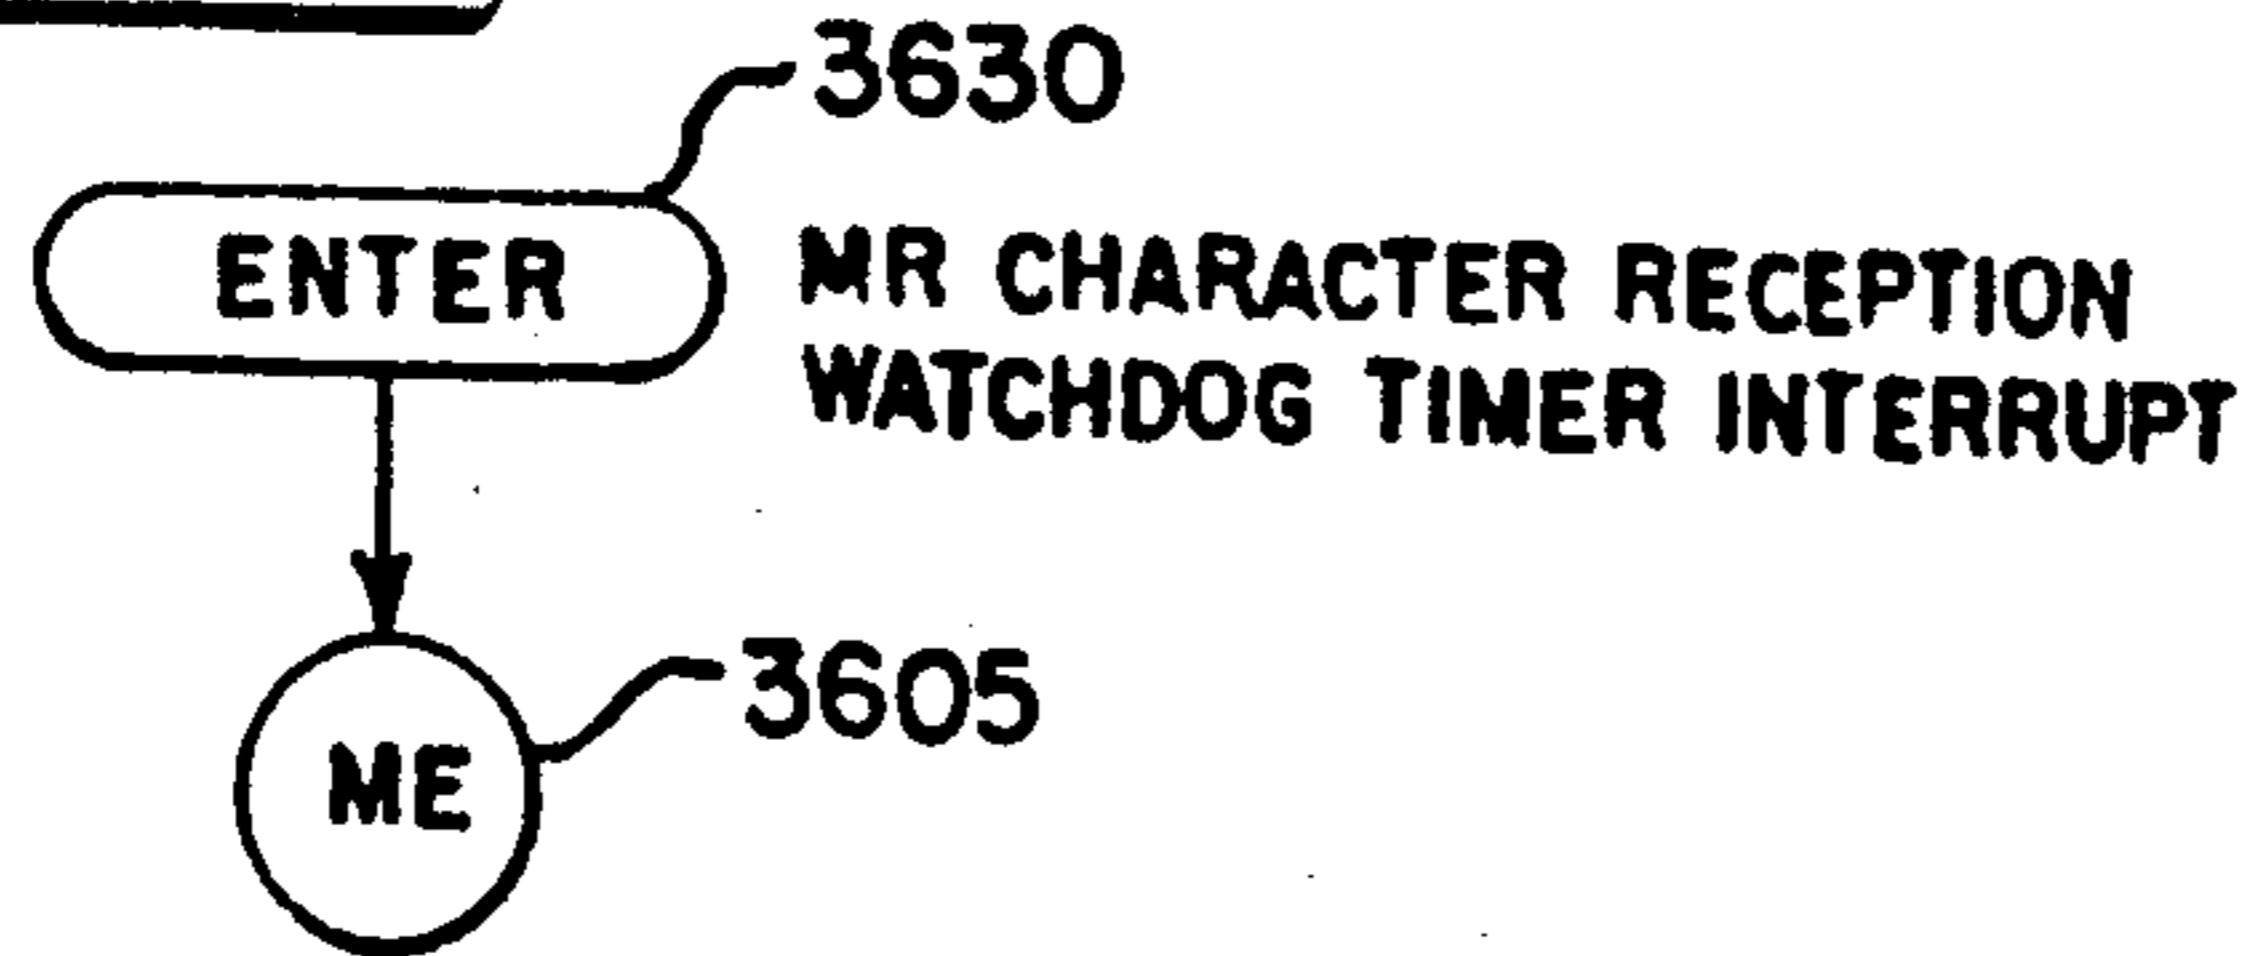 3630
ENTER
MR CHARACTER RECEPTION
WATCHDOG TIMER INTERRUPT
3605
ME